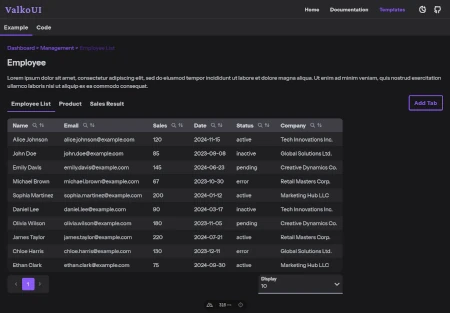 ValkoUI
Home Documentation Templates
Example Code
Dashboard > Management > Employee List
Employee
Lorem ipsum dolor sit amet, consectetur adipiscing elit, sed do eiusmod tempor incididunt ut labore et dolore magna aliqua. Ut enim ad minim veniam, quis nostrud exercitation
ullamco laboris nisi ut aliquip ex ea commodo consequat.
Employee List Product Sales Result
Add Tab
Name Email Sales Date Status Company
Alice Johnson alice.johnson@example.com 120 2024-11-15 active Tech Innovations Inc.
John Doe john.doe@example.com 85 2023-08-08 inactive Global Solutions Ltd.
Emily Davis emily.davis@example.com 145 2024-06-23 pending Creative Dynamics Co.
Michael Brown michael.brown@example.com 67 2023-10-30 error Retail Masters Corp.
Sophia Martinez sophia.martinez@example.com 200 2024-01-12 active Marketing Hub LLC
Daniel Lee daniel.lee@example.com 90 2024-03-17 inactive Tech Innovations Inc.
Olivia Wilson olivia.wilson@example.com 180 2023-11-05 pending Creative Dynamics Co.
James Taylor james.taylor@example.com 220 2024-07-21 active Retail Masters Corp.
Chloe Harris chloe.harris@example.com 130 2023-12-11 error Global Solutions Ltd.
Ethan Clark ethan.clark@example.com 75 2024-08-30 active Marketing Hub LLC
1
Display
10